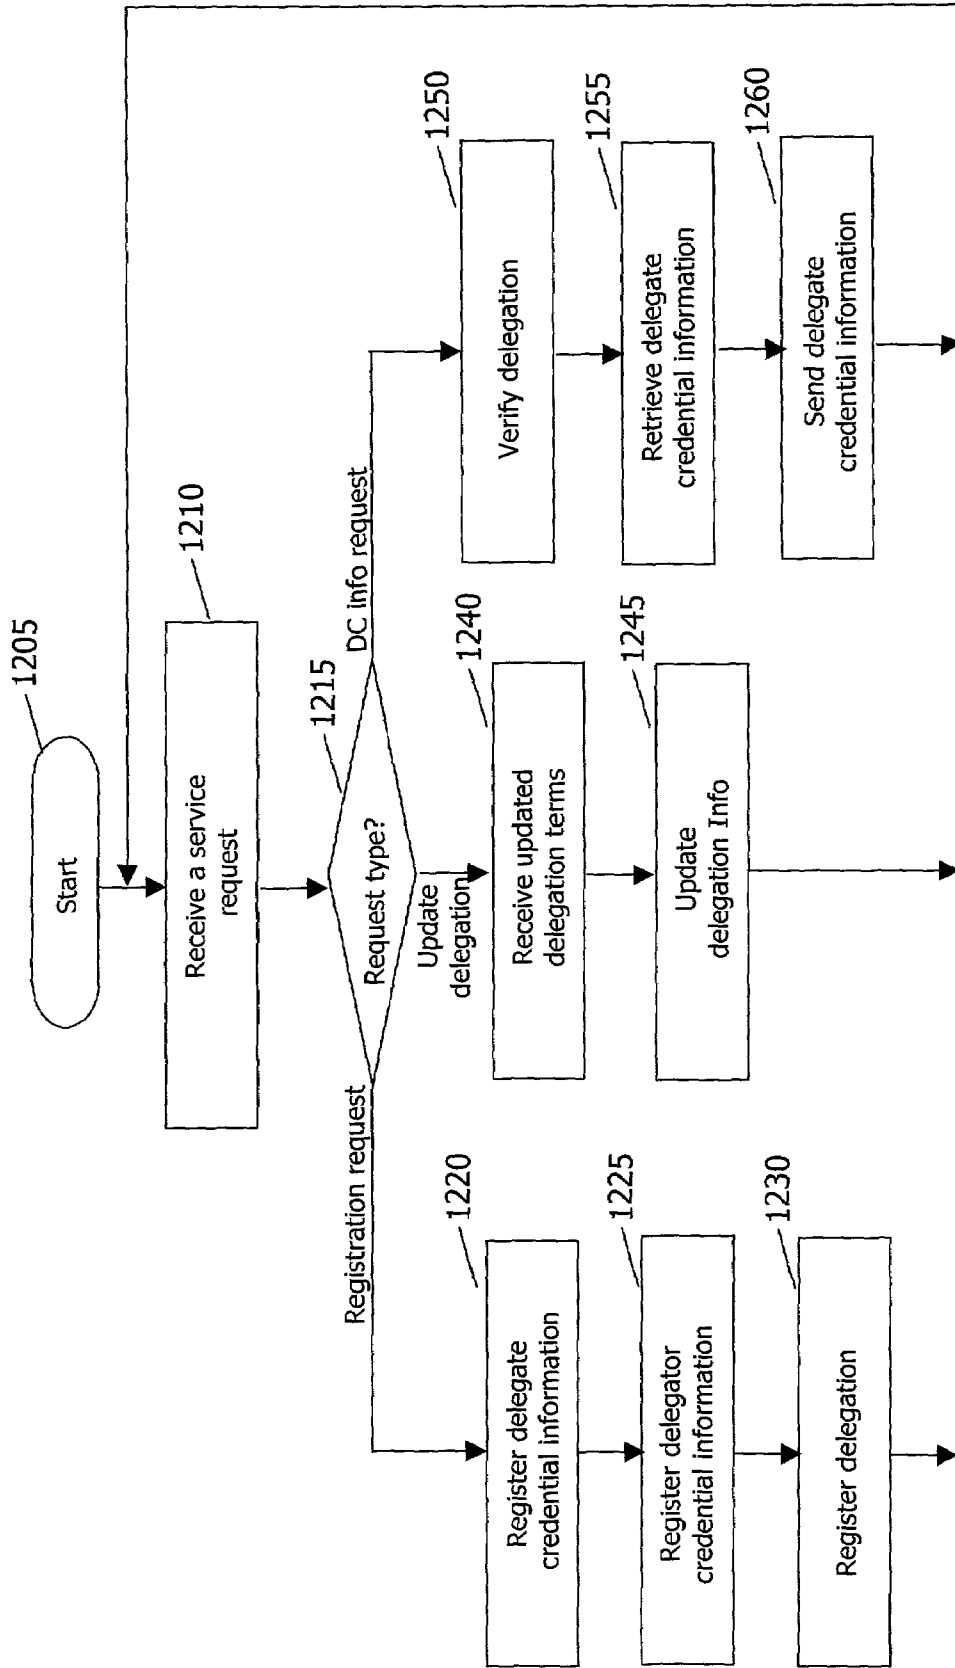 Start
1205
Receive a service
request
1210
Request type?
1215
Registration request
Update
delegation
DC info request
Register delegate
credential information
1220
Register delegator
credential information
1225
Register delegation
1230
Receive updated
delegation terms
1240
Update
delegation Info
1245
Verify delegation
1250
Retrieve delegate
credential information
1255
Send delegate
credential information
1260